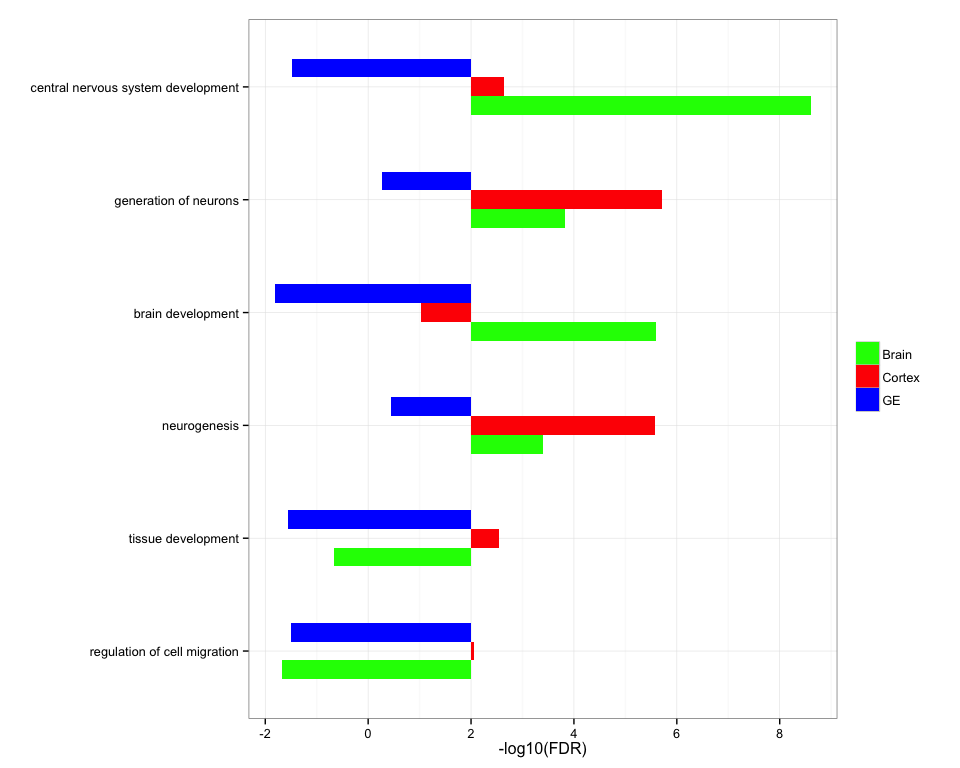 central nervous system development
generation of neurons
brain development
neurogenesis
tissue development
regulation of cell migration
-2 0 2 4 6 8
-log10(FDR)
Brain
Cortex
GE